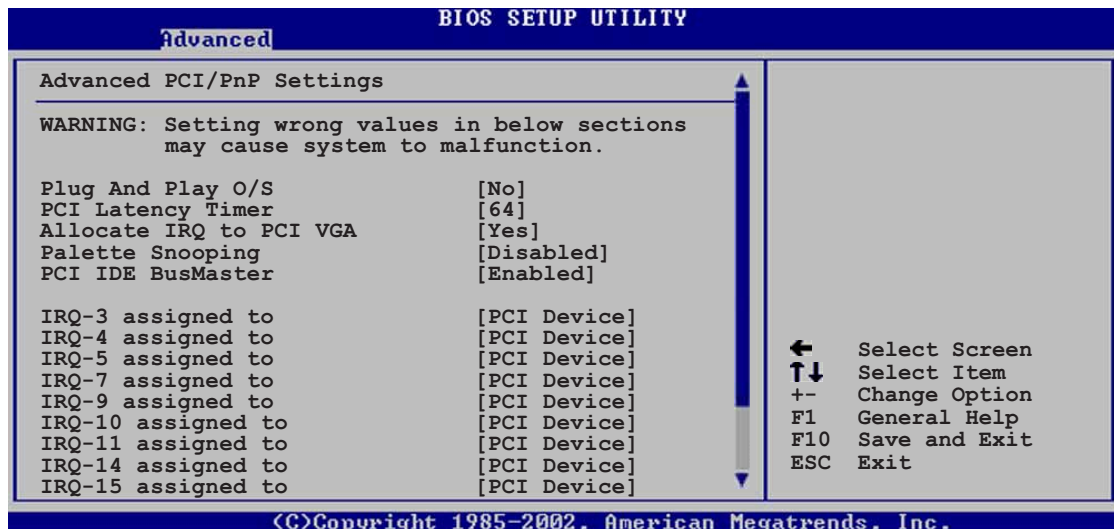 BIOS SETUP UTILITY
Advanced
Advanced PCI/PnP Settings
WARNING: Setting wrong values in below sections
may cause system to malfunction.
Plug And Play O/S [No]
PCI Latency Timer [64]
Allocate IRQ to PCI VGA [Yes]
Palette Snooping [Disabled]
PCI IDE BusMaster [Enabled]
IRQ-3 assigned to [PCI Device]
IRQ-4 assigned to [PCI Device]
IRQ-5 assigned to [PCI Device]
IRQ-7 assigned to [PCI Device]
IRQ-9 assigned to [PCI Device]
IRQ-10 assigned to [PCI Device]
IRQ-11 assigned to [PCI Device]
IRQ-14 assigned to [PCI Device]
IRQ-15 assigned to [PCI Device]
← Select Screen
↑↓ Select Item
+- Change Option
F1 General Help
F10 Save and Exit
ESC Exit
(C)Copyright 1985-2002, American Megatrends, Inc.